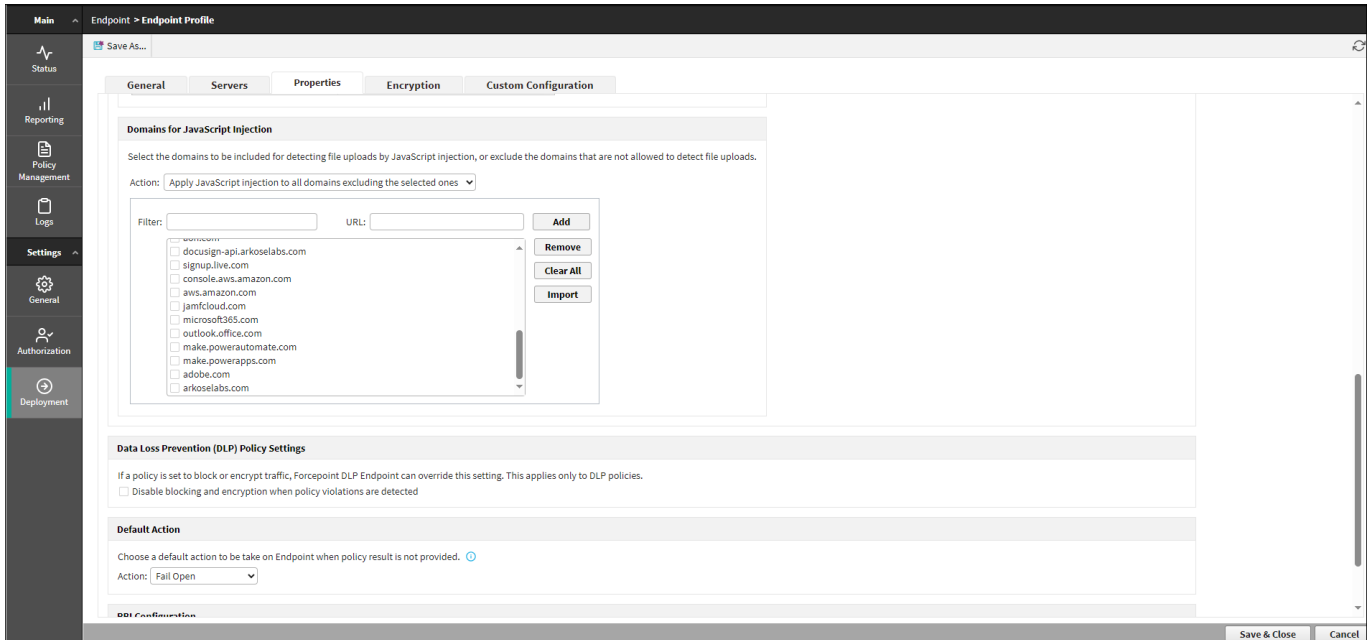 Main
Endpoint > Endpoint Profile
Save As...
Status
General
Servers
Properties
Encryption
Custom Configuration
Reporting
Domains for JavaScript Injection
Policy
Management
Select the domains to be included for detecting file uploads by JavaScript injection, or exclude the domains that are not allowed to detect file uploads.
Action: Apply JavaScript injection to all domains excluding the selected ones
Logs
Filter:
URL:
Add
docusign-api.arkoselabs.com
Remove
signup.live.com
Clear All
console.aws.amazon.com
aws.amazon.com
Import
jamfcloud.com
microsoft365.com
outlook.office.com
make.powerautomate.com
make.powerapps.com
adobe.com
arkoselabs.com
Settings
General
Authorization
Deployment
Data Loss Prevention (DLP) Policy Settings
If a policy is set to block or encrypt traffic, Forcepoint DLP Endpoint can override this setting. This applies only to DLP policies.
Disable blocking and encryption when policy violations are detected
Default Action
Choose a default action to be take on Endpoint when policy result is not provided.
Action: Fail Open
RBI Configuration
Save & Close
Cancel